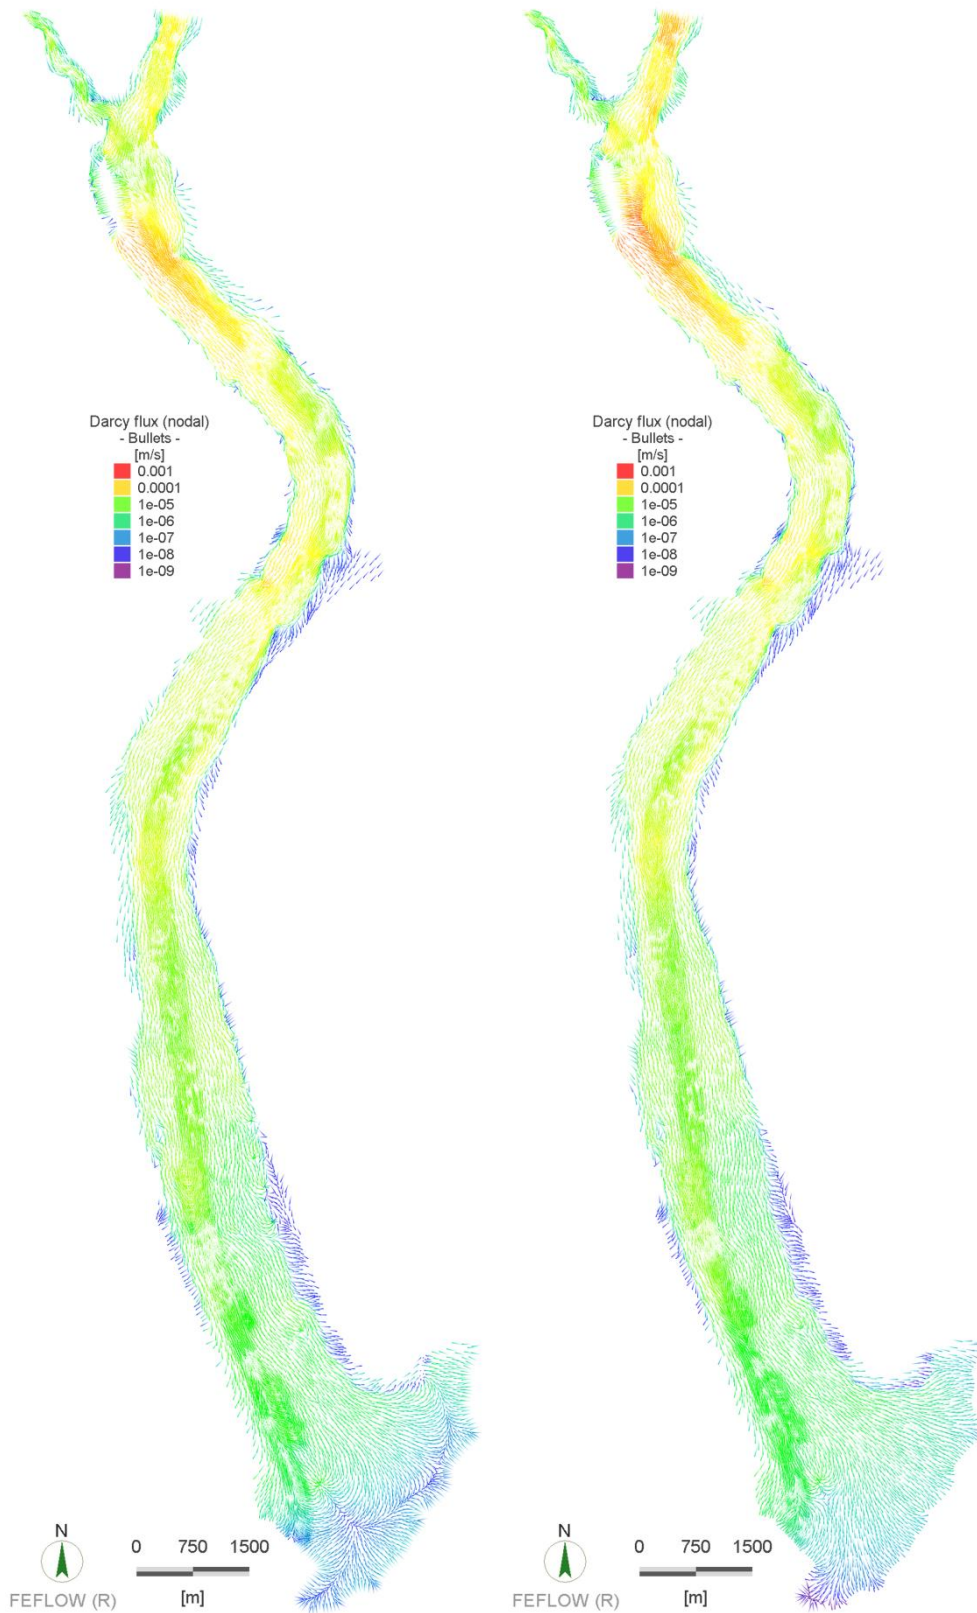 Darcy flux (nodal)
- Bullets -
[m/s]
0.001
0.0001
1e-05
1e-06
1e-07
1e-08
1e-09
Darcy flux (nodal)
- Bullets -
[m/s]
0.001
0.0001
1e-05
1e-06
1e-07
1e-08
1e-09
N
0 750 1500
[m]
FEFLOW (R)
N
0 750 1500
[m]
FEFLOW (R)